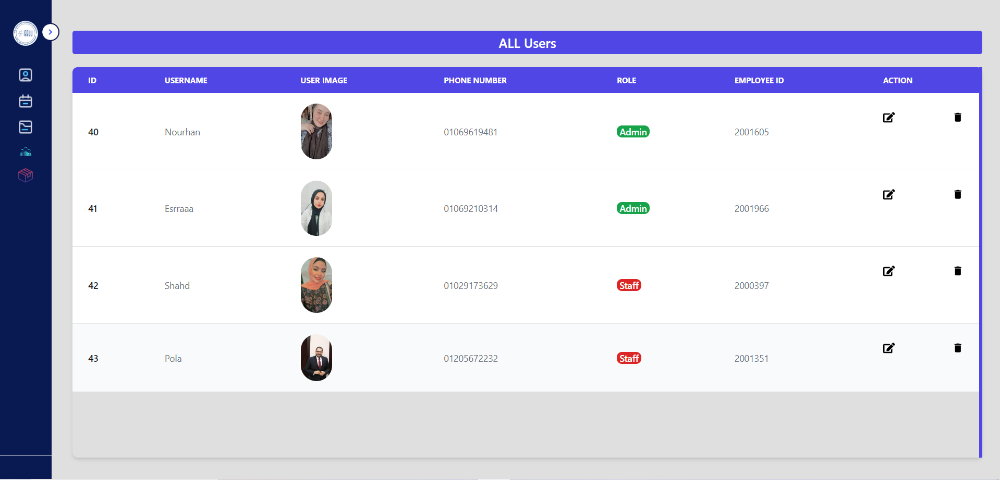 EELU
ALL Users
ID USERNAME USER IMAGE PHONE NUMBER ROLE EMPLOYEE ID ACTION
40 Nourhan 01069619481 Admin 2001605
41 Esrraaa 01069210314 Admin 2001966
42 Shahd 01029173629 Staff 2000397
43 Pola 01205672232 Staff 2001351